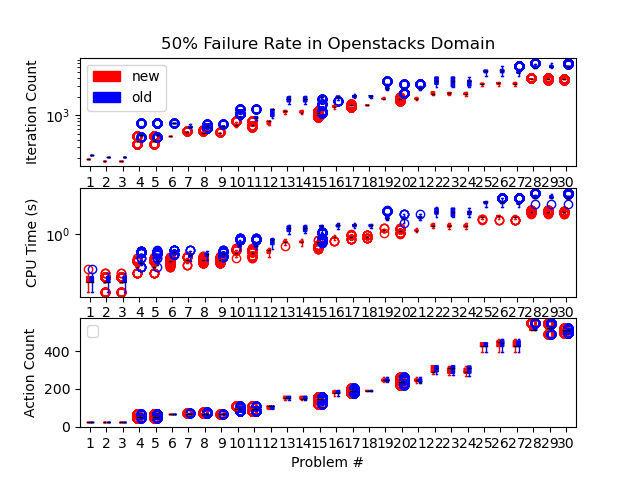 50% Failure Rate in Openstacks Domain
Iteration Count
10³
new
old
1 2 3 4 5 6 7 8 9 10 11 12 13 14 15 16 17 18 19 20 21 22 23 24 25 26 27 28 29 30
CPU Time (s)
10⁰
1 2 3 4 5 6 7 8 9 10 11 12 13 14 15 16 17 18 19 20 21 22 23 24 25 26 27 28 29 30
Action Count
400
200
0
1 2 3 4 5 6 7 8 9 10 11 12 13 14 15 16 17 18 19 20 21 22 23 24 25 26 27 28 29 30
Problem #